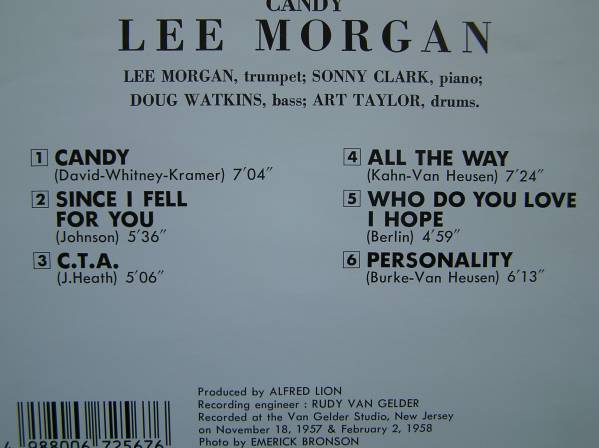 CANDY
LEE MORGAN
LEE MORGAN, trumpet; SONNY CLARK, piano;
DOUG WATKINS, bass; ART TAYLOR, drums.
1 CANDY
(David-Whitney-Kramer) 7′04″
2 SINCE I FELL
FOR YOU
(Johnson) 5′36″
3 C.T.A.
(J.Heath) 5′06″
4 ALL THE WAY
(Kahn-Van Heusen) 7′24″
5 WHO DO YOU LOVE
I HOPE
(Berlin) 4′59″
6 PERSONALITY
(Burke-Van Heusen) 6′13″
Produced by ALFRED LION
Recording engineer : RUDY VAN GELDER
Recorded at the Van Gelder Studio, New Jersey
on November 18, 1957 & February 2, 1958
Photo by EMERICK BRONSON
4 988006 725676